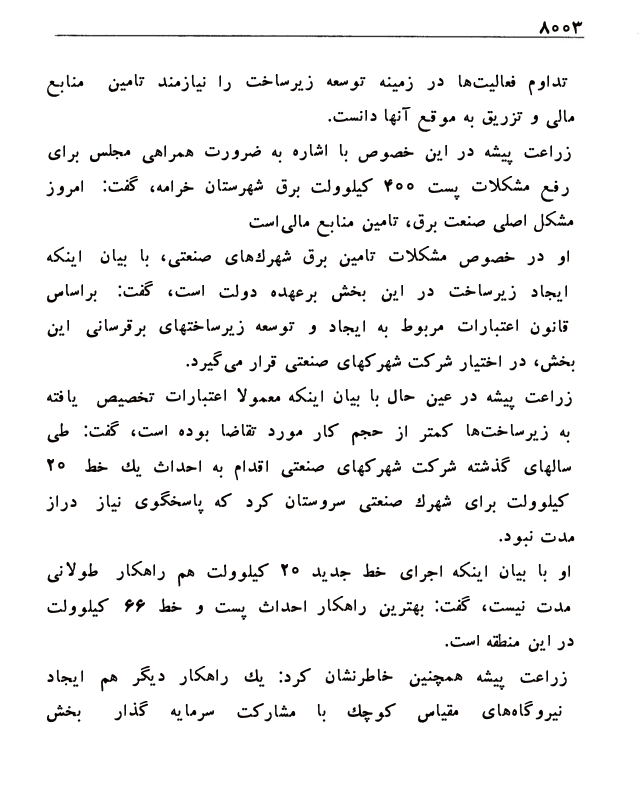 ۸۰۰۳
تداوم فعالیت‌ها در زمینه توسعه زیرساخت را نیازمند تامین منابع
مالی و تزریق به موقع آنها دانست.
زراعت پیشه در این خصوص با اشاره به ضرورت همراهی مجلس برای
رفع مشکلات پست ۴۰۰ کیلوولت برق شهرستان خرامه، گفت: امروز
مشکل اصلی صنعت برق، تامین منابع مالی‌است
او در خصوص مشکلات تامین برق شهرك‌های صنعتی، با بیان اینکه
ایجاد زیرساخت در این بخش برعهده دولت است، گفت: براساس
قانون اعتبارات مربوط به ایجاد و توسعه زیرساختهای برقرسانی این
بخش، در اختیار شرکت شهرکهای صنعتی قرار می‌گیرد.
زراعت پیشه در عین حال با بیان اینکه معمولا اعتبارات تخصیص یافته
به زیرساخت‌ها کمتر از حجم کار مورد تقاضا بوده است، گفت: طی
سالهای گذشته شرکت شهرکهای صنعتی اقدام به احداث یك خط ۲۰
کیلوولت برای شهرك صنعتی سروستان کرد که پاسخگوی نیاز دراز
مدت نبود.
او با بیان اینکه اجرای خط جدید ۲۰ کیلوولت هم راهکار طولانی
مدت نیست، گفت: بهترین راهکار احداث پست و خط ۶۶ کیلوولت
در این منطقه است.
زراعت پیشه همچنین خاطرنشان کرد: یك راهکار دیگر هم ایجاد
نیروگاه‌های مقیاس کوچك با مشارکت سرمایه گذار بخش